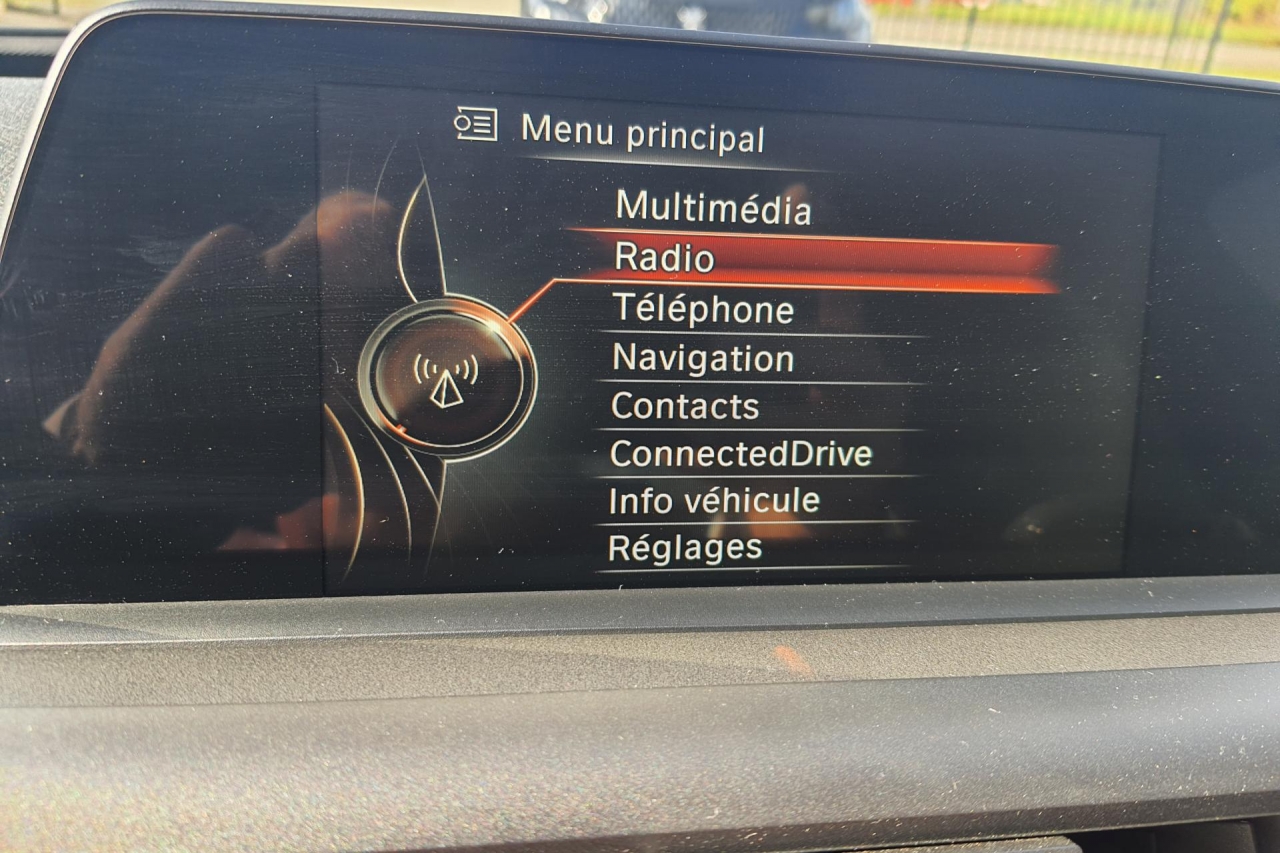 Menu principal
Multimédia
Radio
Téléphone
Navigation
Contacts
ConnectedDrive
Info véhicule
Réglages